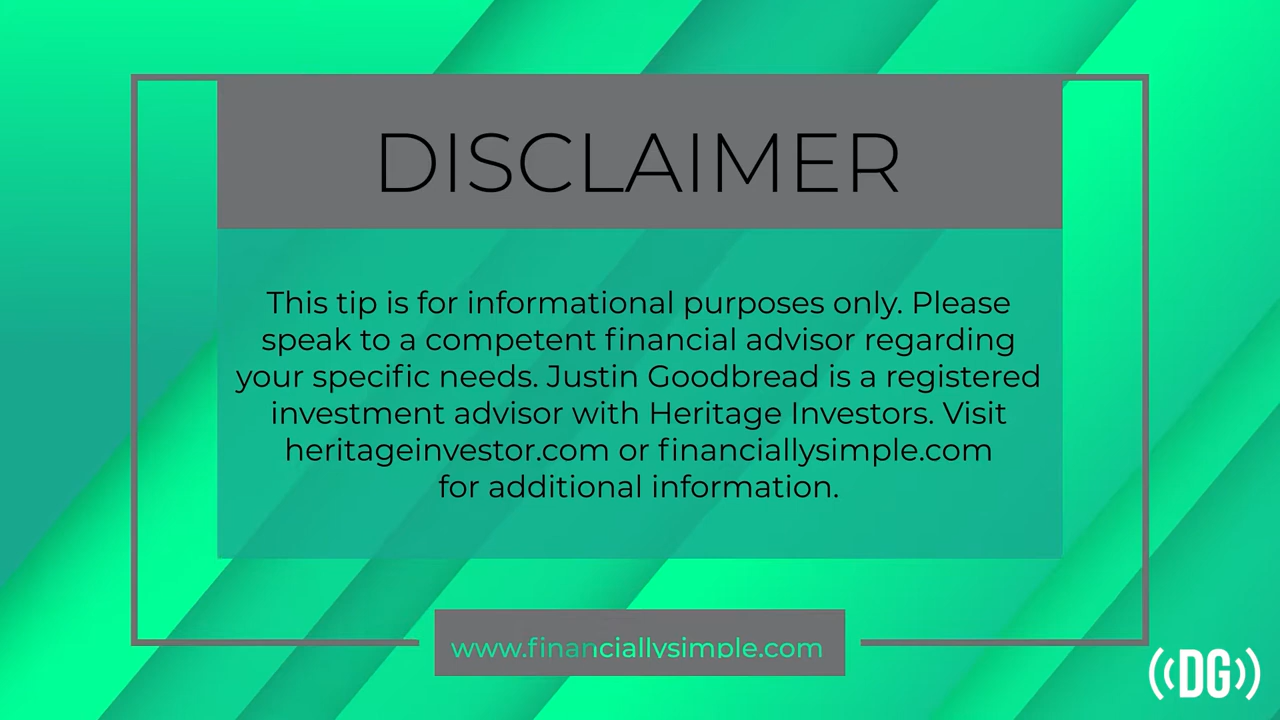 DISCLAIMER
This tip is for informational purposes only. Please
speak to a competent financial advisor regarding
your specific needs. Justin Goodbread is a registered
investment advisor with Heritage Investors. Visit
heritageinvestor.com or financiallysimple.com
for additional information.
www.financiallysimple.com
((DG))